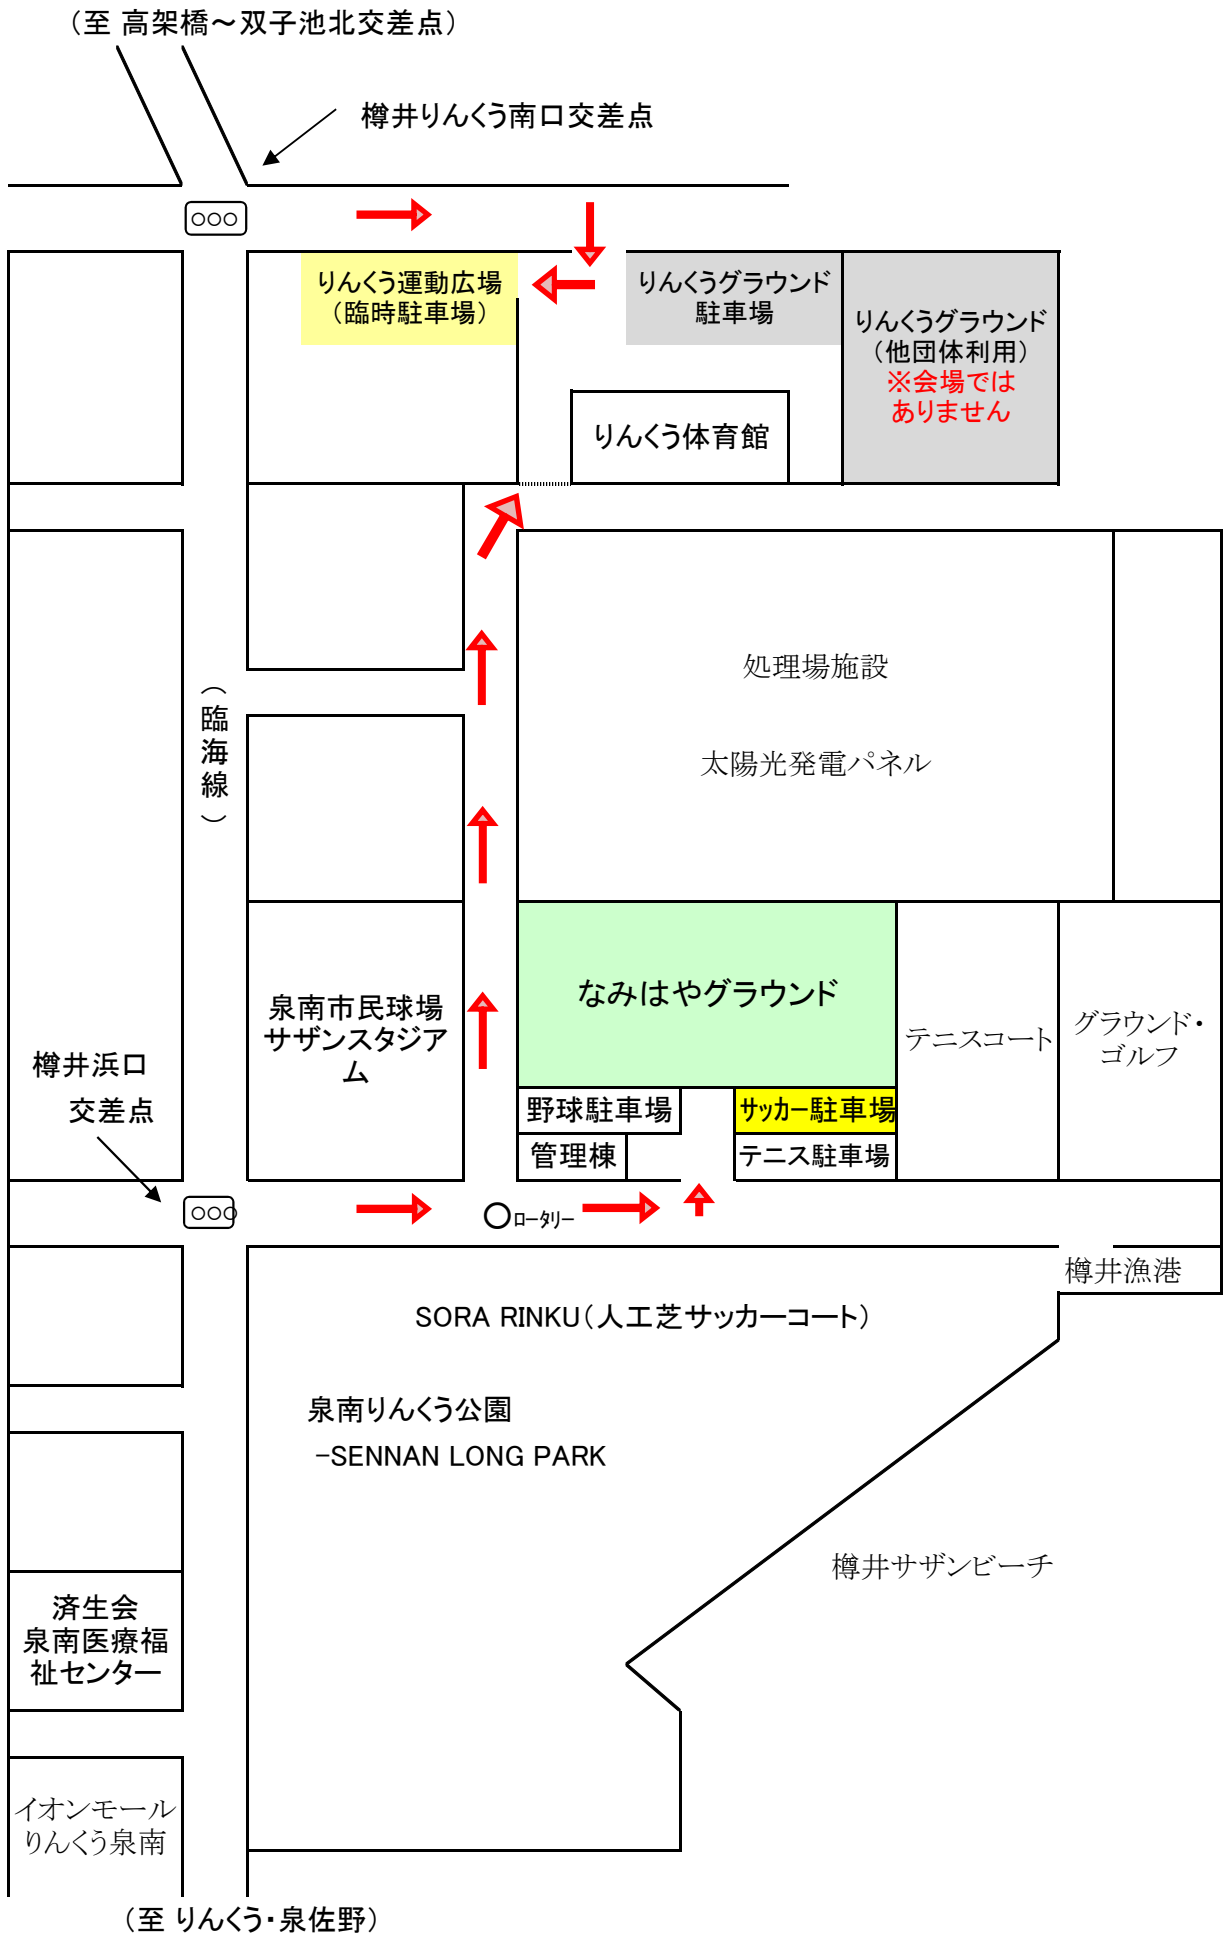 （至 高架橋～双子池北交差点）
樽井りんくう南口交差点
○○○
りんくう運動広場
（臨時駐車場）
りんくうグラウンド
駐車場
りんくうグラウンド
（他団体利用）
※会場では
ありません
りんくう体育館
処理場施設
太陽光発電パネル
（臨海線）
なみはやグラウンド
泉南市民球場
サザンスタジア
ム
テニスコート
グラウンド・
ゴルフ
樽井浜口
交差点
野球駐車場
サッカー駐車場
管理棟
テニス駐車場
○○○
○ロータリー
樽井漁港
SORA RINKU（人工芝サッカーコート）
泉南りんくう公園
-SENNAN LONG PARK
樽井サザンビーチ
済生会
泉南医療福
祉センター
イオンモール
りんくう泉南
（至 りんくう・泉佐野）